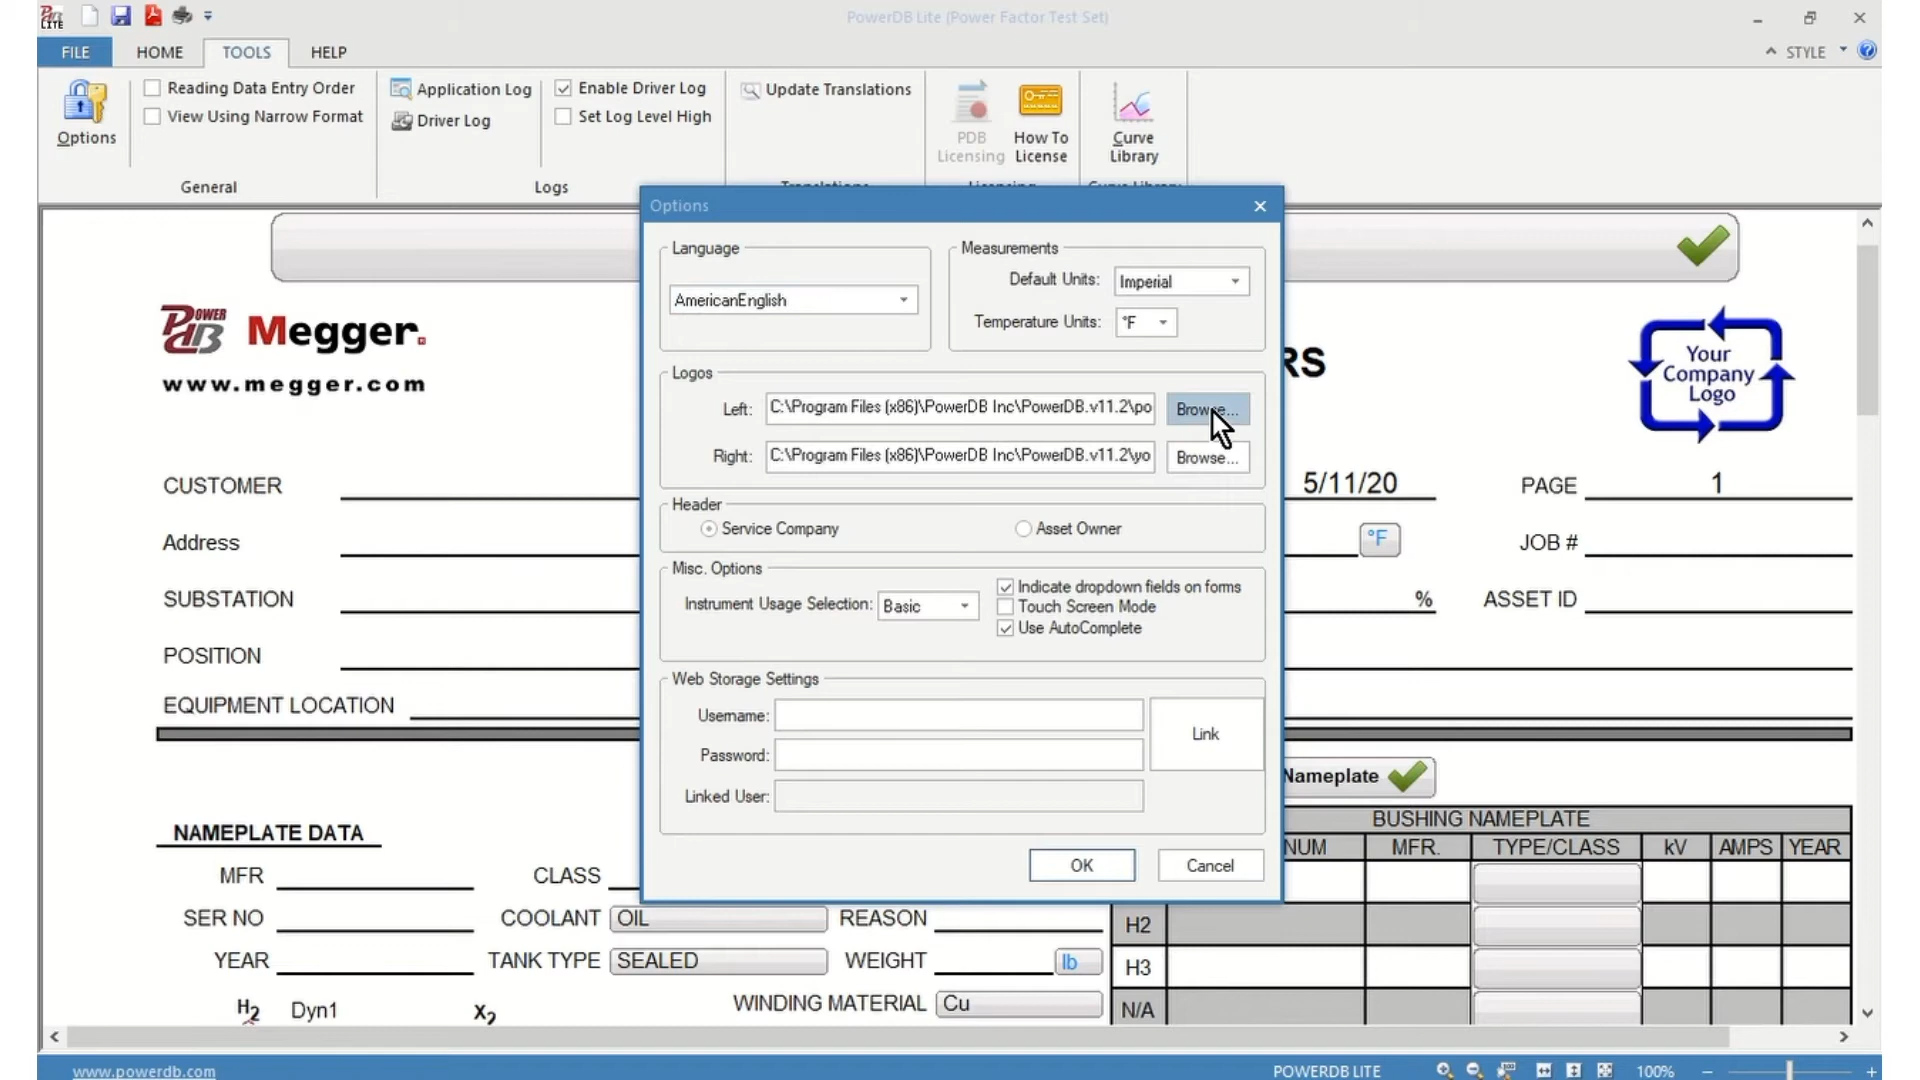 LITE
PowerDB Lite (Power Factor Test Set)
FILE HOME TOOLS HELP STYLE
Options
Reading Data Entry Order
View Using Narrow Format
General
Application Log
Driver Log
Enable Driver Log
Set Log Level High
Logs
Update Translations
PDB Licensing
How To License
Curve Library
Options
Language
AmericanEnglish
Measurements
Default Units: Imperial
Temperature Units: °F
Logos
Left: C:\Program Files (x86)\PowerDB Inc\PowerDB.v11.2\po Browse...
Right: C:\Program Files (x86)\PowerDB Inc\PowerDB.v11.2\yo Browse...
Header
Service Company Asset Owner
Misc. Options
Instrument Usage Selection: Basic
Indicate dropdown fields on forms
Touch Screen Mode
Use AutoComplete
Web Storage Settings
Username:
Password:
Linked User:
Link
OK Cancel
POWER DB
Megger.
www.megger.com
RS
Your
Company
Logo
CUSTOMER 5/11/20 PAGE 1
Address °F JOB #
SUBSTATION % ASSET ID
POSITION
EQUIPMENT LOCATION
Nameplate
NAMEPLATE DATA
BUSHING NAMEPLATE
NUM MFR. TYPE/CLASS kV AMPS YEAR
MFR CLASS
SER NO COOLANT OIL REASON H2
YEAR TANK TYPE SEALED WEIGHT lb H3
H2 Dyn1 X2 WINDING MATERIAL Cu N/A
www.powerdb.com POWERDB LITE 100%